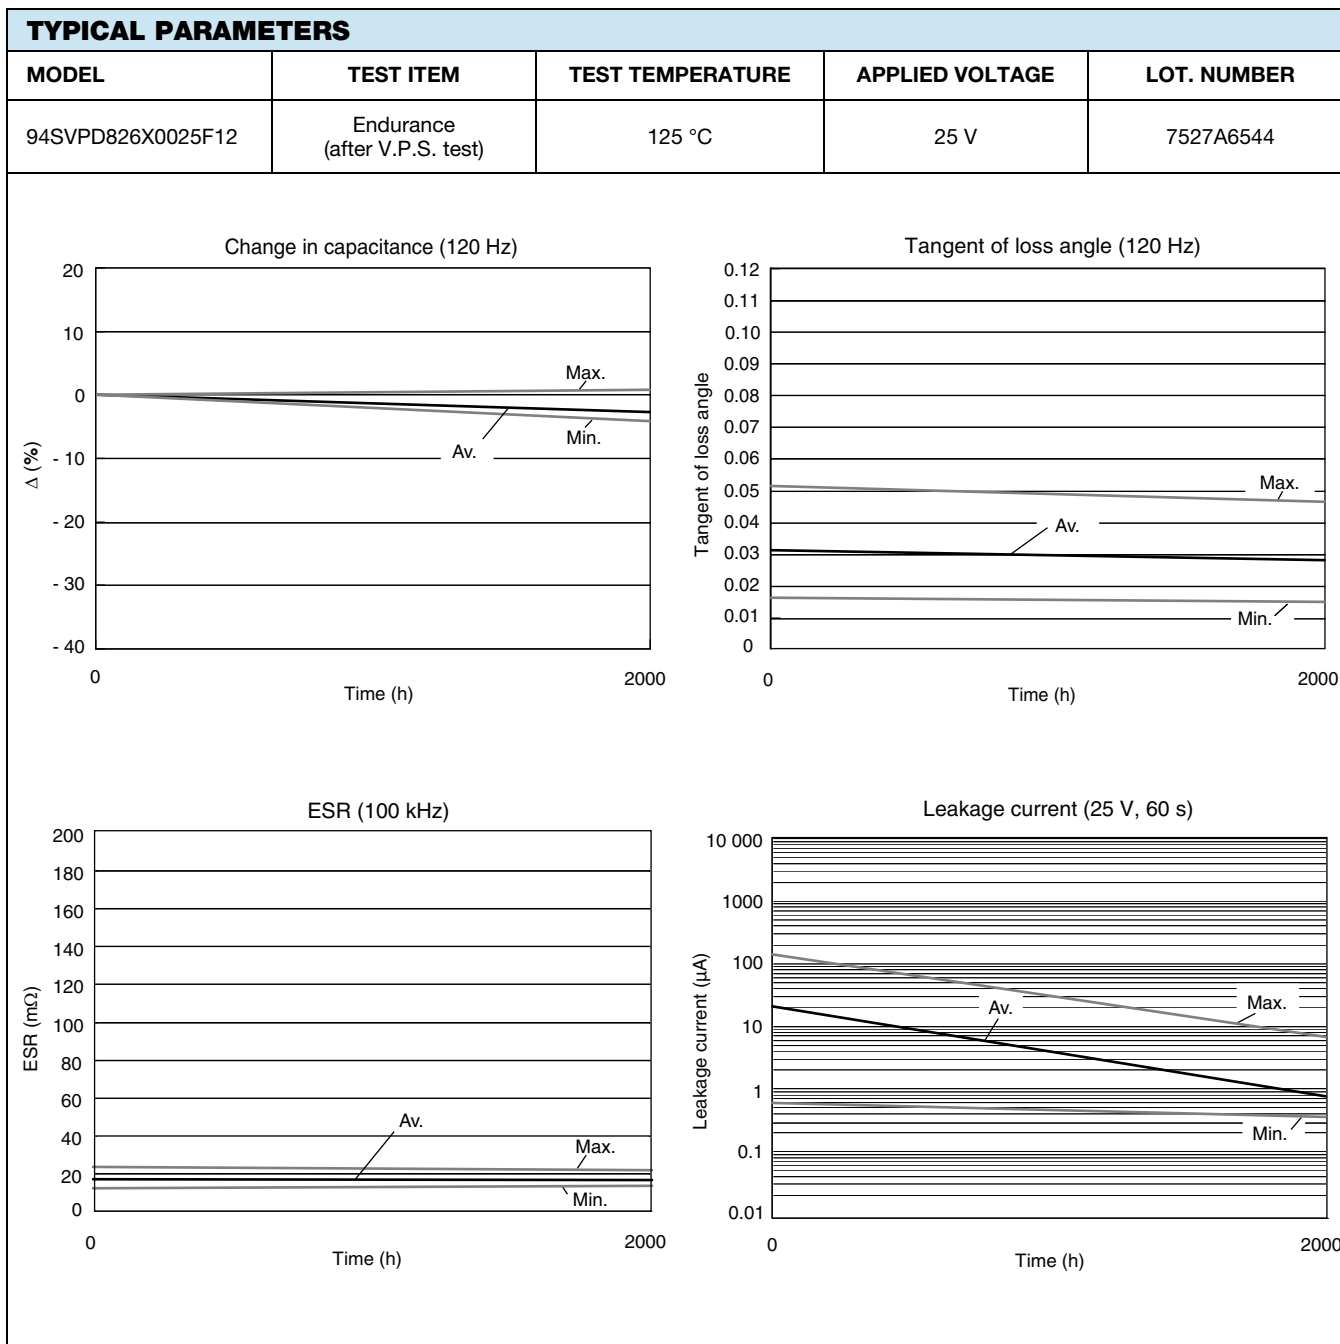 TYPICAL PARAMETERS
MODEL TEST ITEM TEST TEMPERATURE APPLIED VOLTAGE LOT. NUMBER
94SVPD826X0025F12 Endurance (after V.P.S. test) 125 °C 25 V 7527A6544
Change in capacitance (120 Hz)
20
10
0
- 10
- 20
- 30
- 40
Δ (%)
Max.
Av.
Min.
0 2000
Time (h)
Tangent of loss angle (120 Hz)
0.12
0.11
0.10
0.09
0.08
0.07
0.06
0.05
0.04
0.03
0.02
0.01
0
Tangent of loss angle
Max.
Av.
Min.
0 2000
Time (h)
ESR (100 kHz)
200
180
160
140
120
100
80
60
40
20
0
ESR (mΩ)
Av.
Max.
Min.
0 2000
Time (h)
Leakage current (25 V, 60 s)
10 000
1000
100
10
1
0.1
0.01
Leakage current (µA)
Av.
Max.
Min.
0 2000
Time (h)